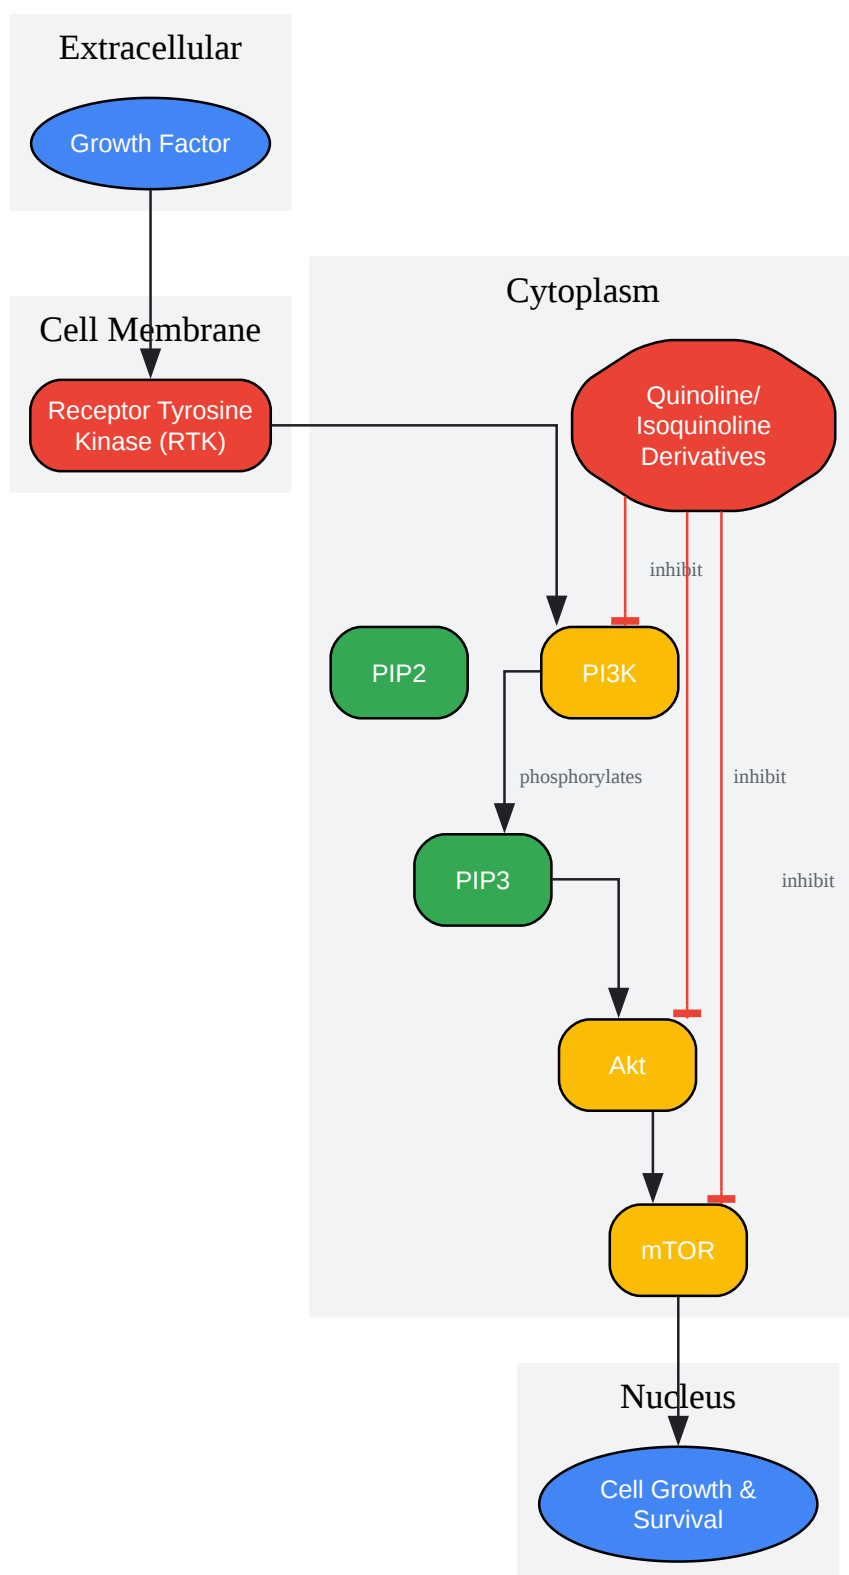 Extracellular
Growth Factor
Cell Membrane
Receptor Tyrosine
Kinase (RTK)
Cytoplasm
Quinoline/
Isoquinoline
Derivatives
inhibit
PIP2
PI3K
phosphorylates
inhibit
PIP3
inhibit
Akt
mTOR
Nucleus
Cell Growth &
Survival